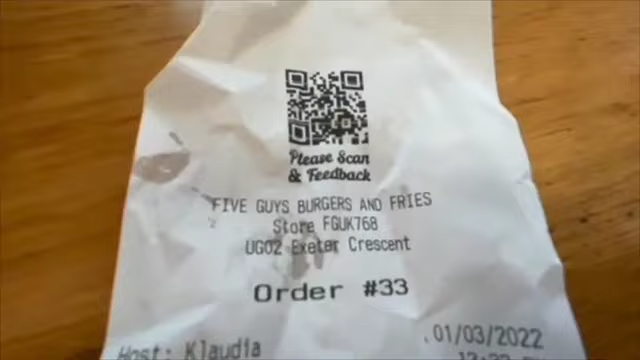 Please Scan
& Feedback
FIVE GUYS BURGERS AND FRIES
Store FGUK768
UG02 Exeter Crescent
Order #33
Host: Klaudia
01/03/2022